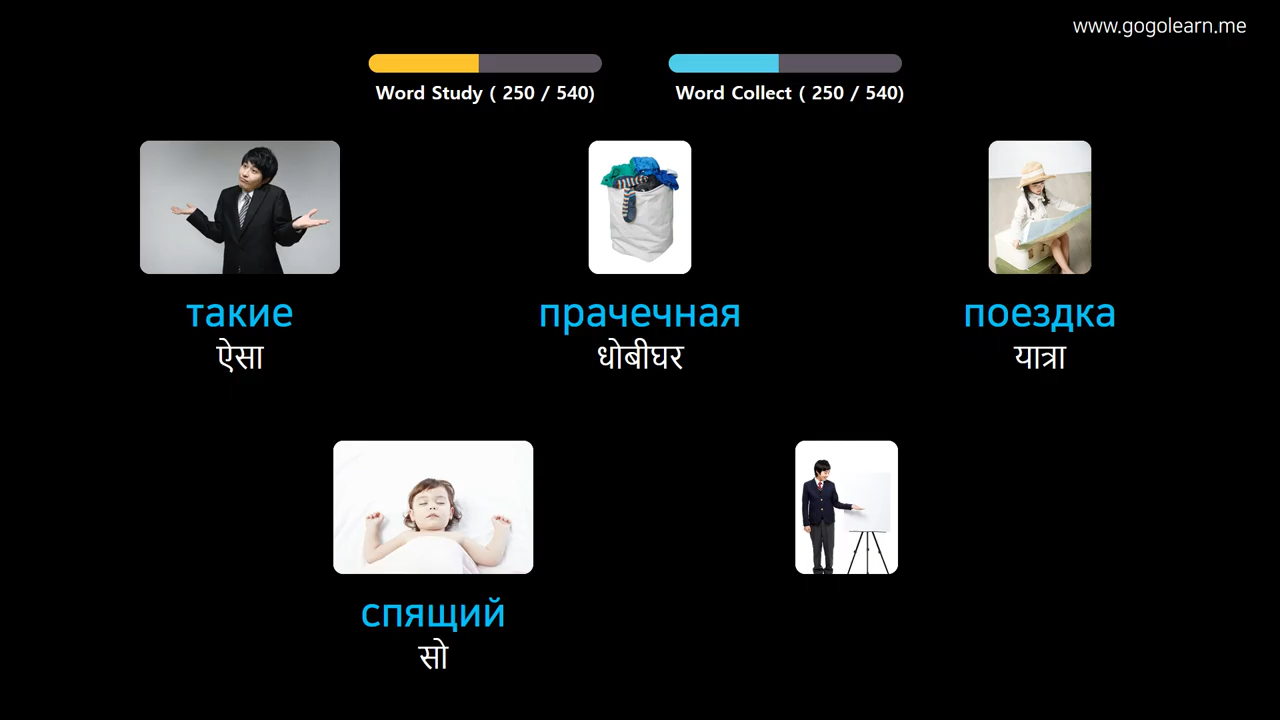 www.gogolearn.me
Word Study ( 250 / 540)
Word Collect ( 250 / 540)
такие
ऐसा
прачечная
धोबीघर
поездка
यात्रा
спящий
सो